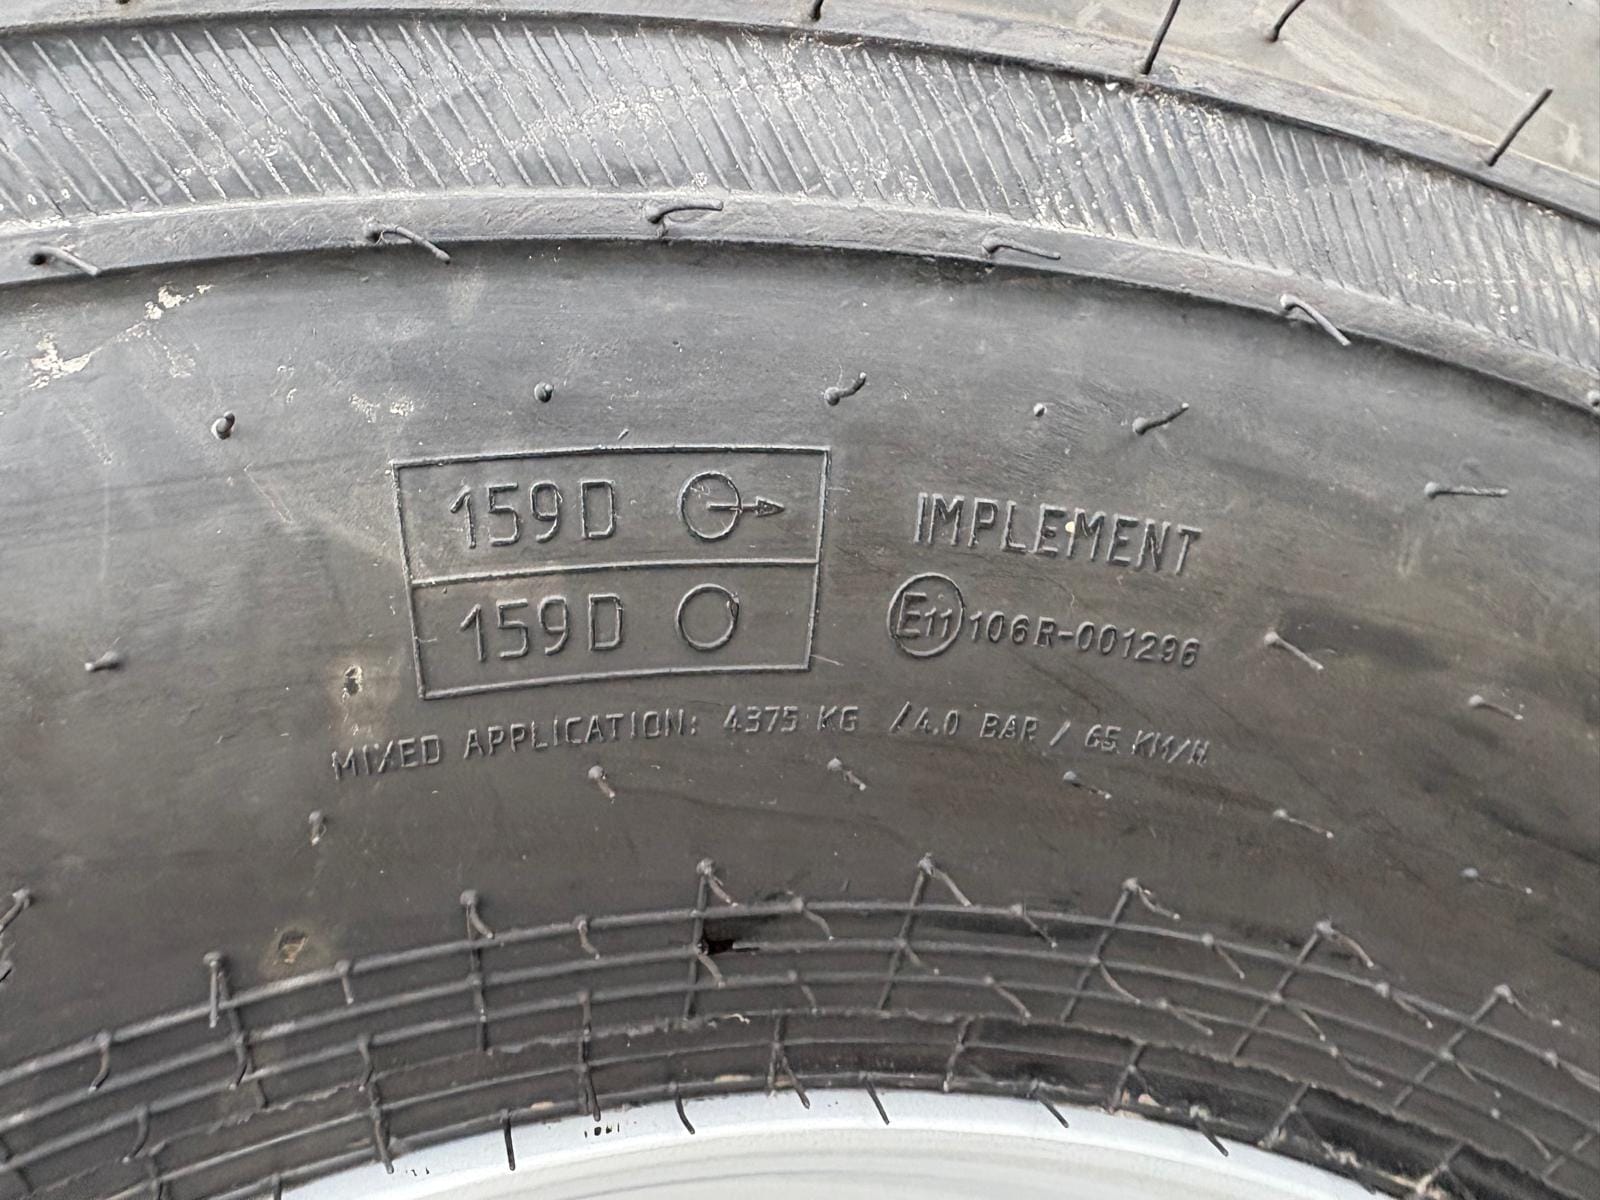 159D
159D
IMPLEMENT
E11 106R-001296
MIXED APPLICATION: 4375 KG / 4.0 BAR / 65 KM/H